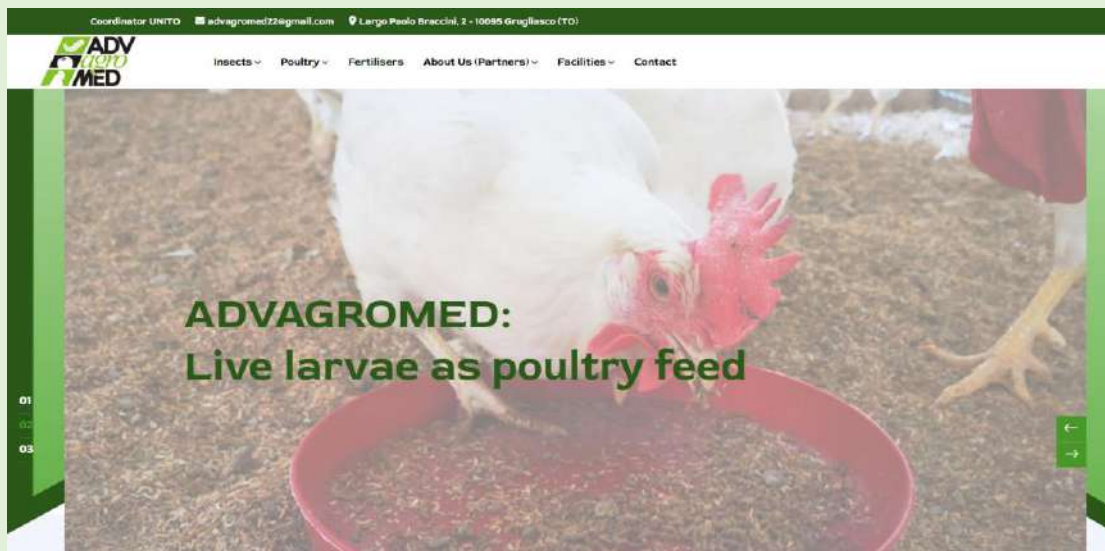 Coordinator UNITO advagromed22@gmail.com Largo Paolo Braccini, 2 - 10095 Grugliasco (TO)
ADV
agro
MED
Insects Poultry Fertilisers About Us (Partners) Facilities Contact
ADVAGROMED:
Live larvae as poultry feed
01
02
03